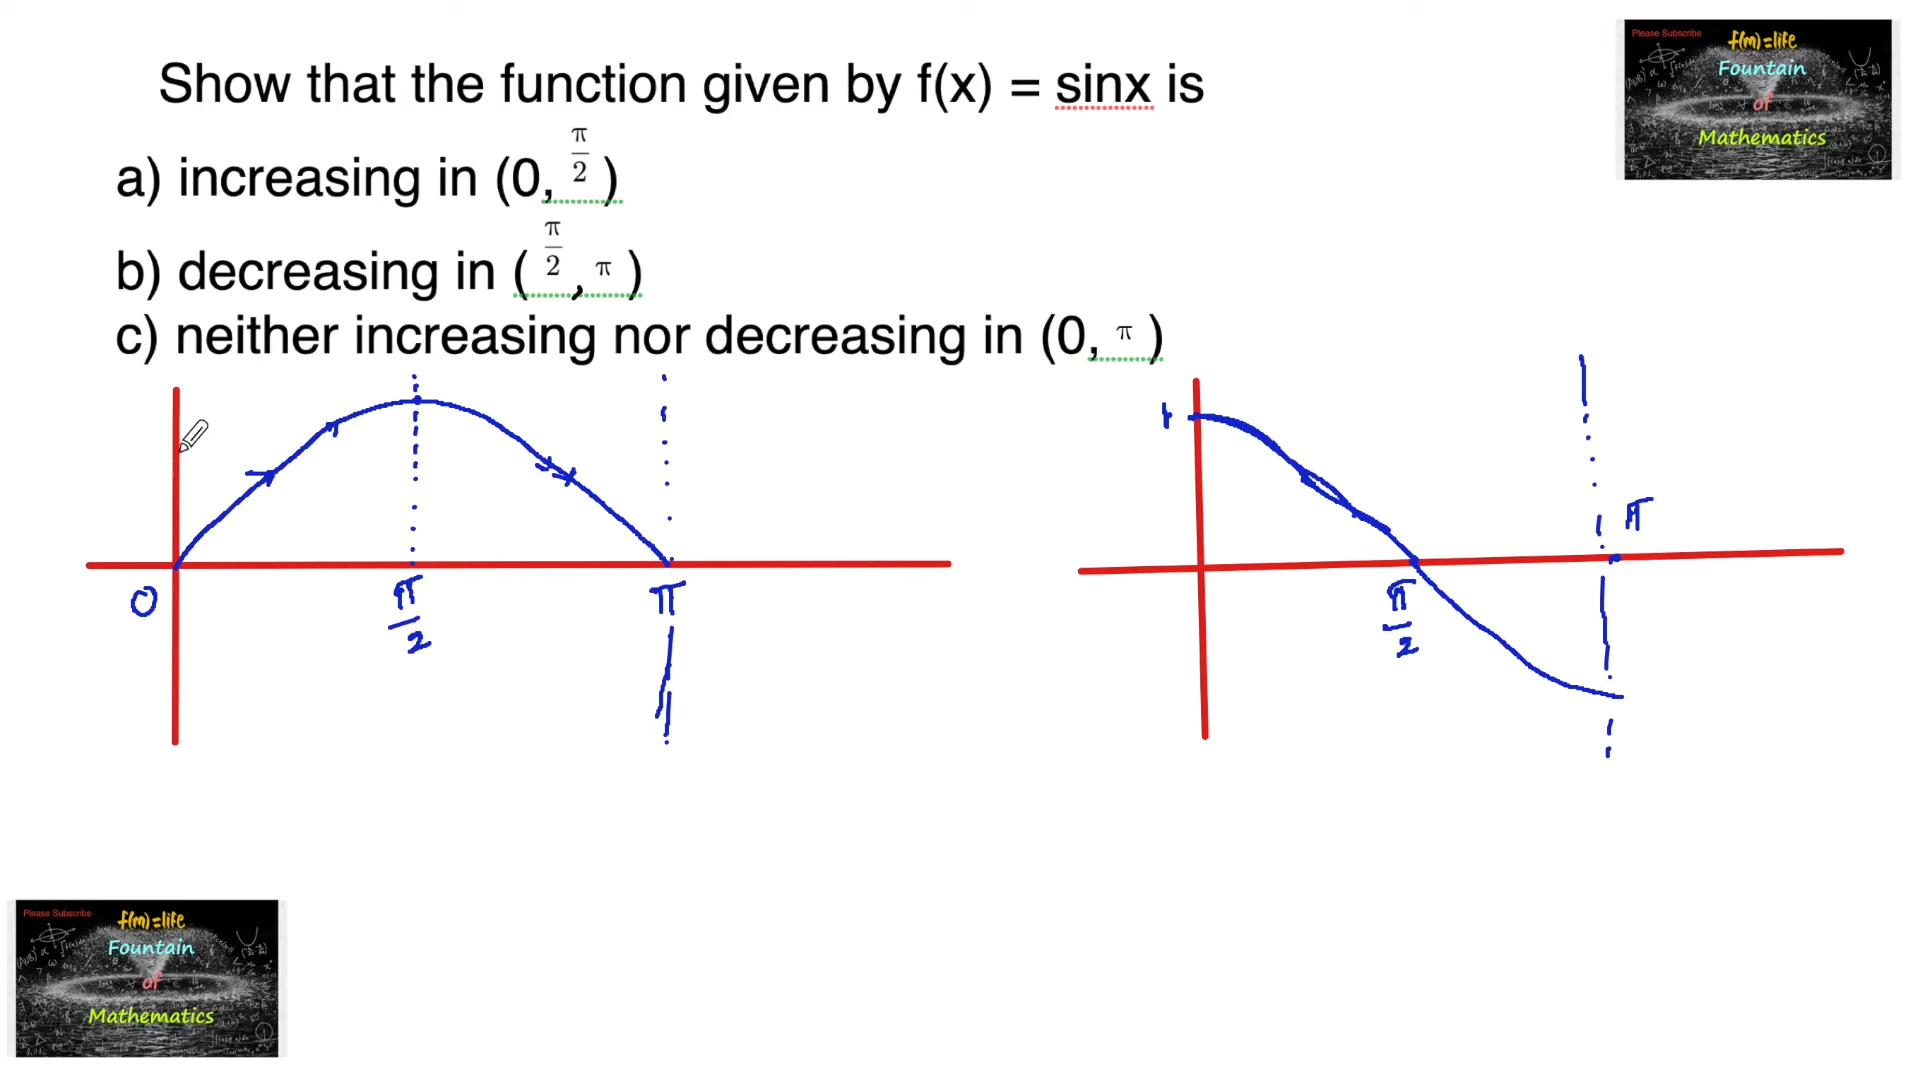 Show that the function given by f(x) = sinx is
a) increasing in (0, π/2 )
b) decreasing in ( π/2 , π )
c) neither increasing nor decreasing in (0, π )
Please Subscribe
f(m)=life
Fountain
of
Mathematics
0
π/2
π
1
π/2
π
Please Subscribe
f(m)=life
Fountain
of
Mathematics